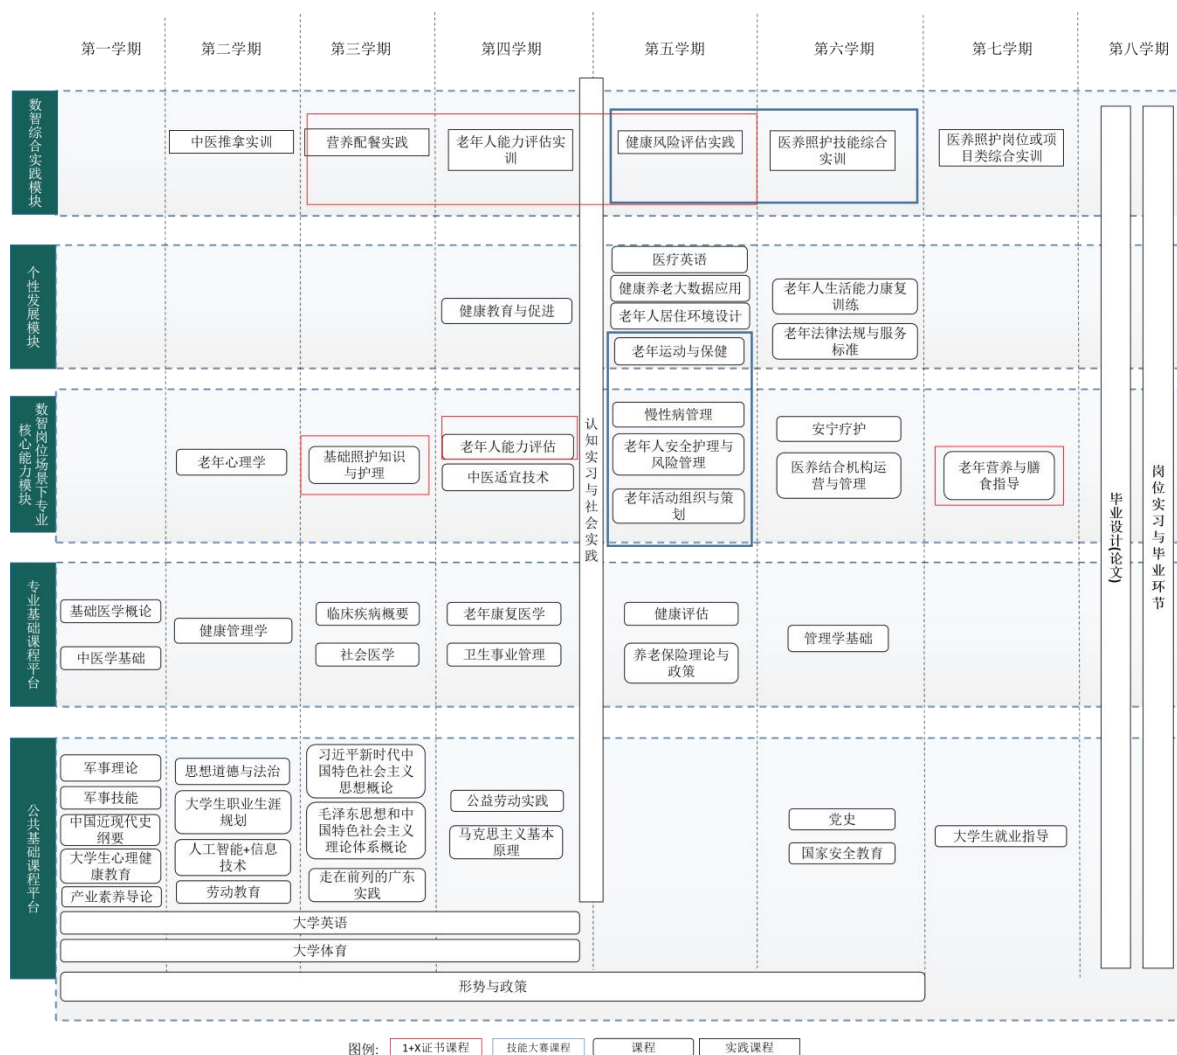 第一学期
第二学期
第三学期
第四学期
第五学期
第六学期
第七学期
第八学期
数智综合实践模块
中医推拿实训
营养配餐实践
老年人能力评估实
训
健康风险评估实践
医养照护技能综合
实训
医养照护岗位或项
目类综合实训
个性发展模块
健康教育与促进
医疗英语
健康养老大数据应用
老年人居住环境设计
老年运动与保健
老年人生活能力康复
训练
老年法律法规与服务
标准
数智岗位场景下专业
核心能力模块
老年心理学
基础照护知识
与护理
老年人能力评估
中医适宜技术
慢性病管理
老年人安全护理与
风险管理
老年活动组织与策
划
安宁疗护
医养结合机构运
营与管理
老年营养与膳
食指导
认知实习与社会实践
毕业设计(论文)
岗位实习与毕业环节
专业基础课程平台
基础医学概论
中医学基础
健康管理学
临床疾病概要
社会医学
老年康复医学
卫生事业管理
健康评估
养老保险理论与
政策
管理学基础
公共基础课程平台
军事理论
军事技能
中国近现代史
纲要
大学生心理健
康教育
产业素养导论
思想道德与法治
大学生职业生涯
规划
人工智能+信息
技术
劳动教育
习近平新时代中
国特色社会主义
思想概论
毛泽东思想和中
国特色社会主义
理论体系概论
走在前列的广东
实践
公益劳动实践
马克思主义基本
原理
党史
国家安全教育
大学生就业指导
大学英语
大学体育
形势与政策
图例:
1+X证书课程
技能大赛课程
课程
实践课程